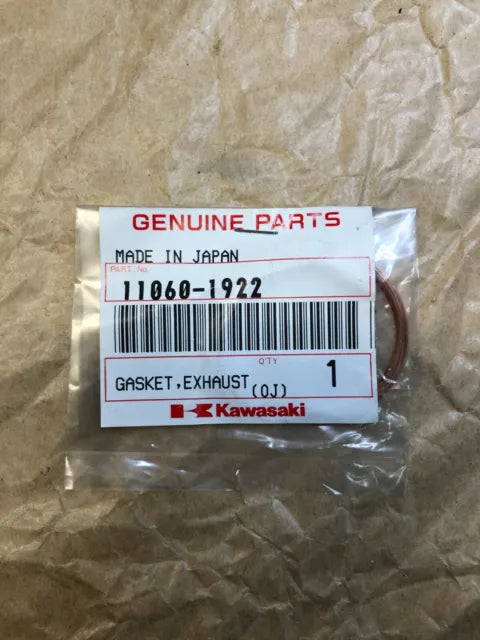 GENUINE PARTS
MADE IN JAPAN
PART No.
11060-1922
Q'TY
GASKET,EXHAUST (OJ) 1
Kawasaki